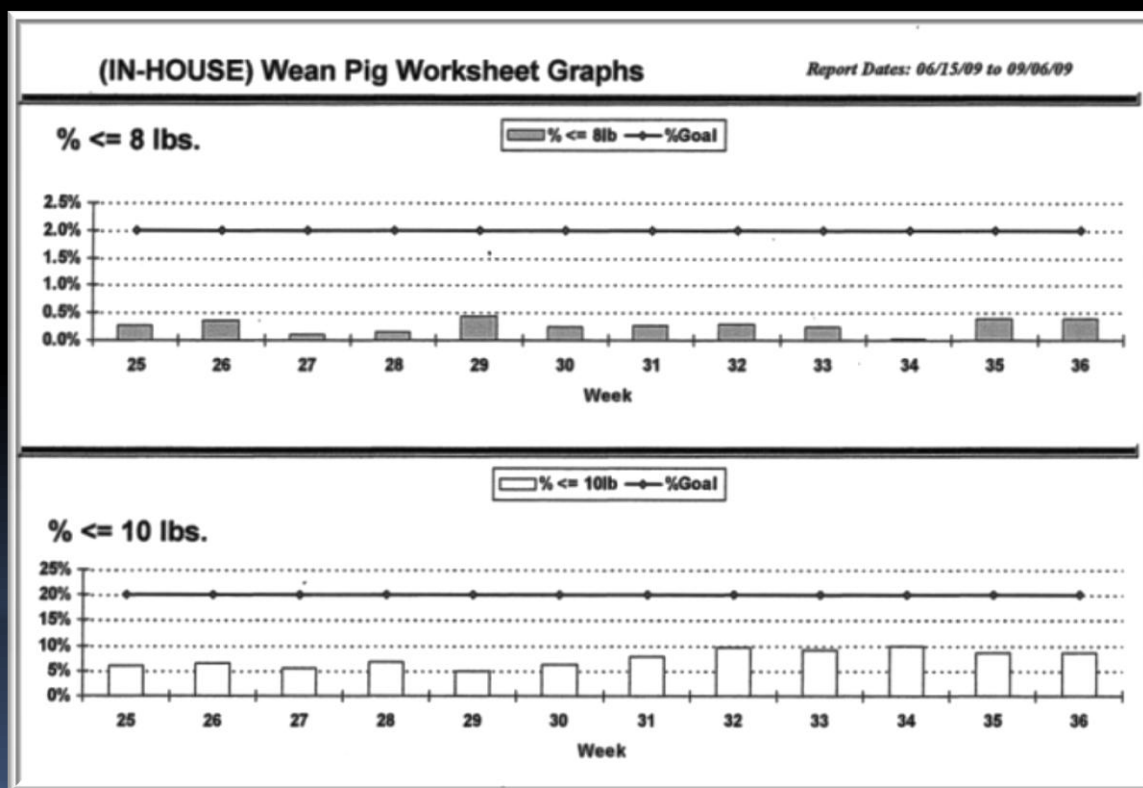 (IN-HOUSE) Wean Pig Worksheet Graphs
Report Dates: 06/15/09 to 09/06/09
% <= 8 lbs.
% <= 8lb %Goal
2.5%
2.0%
1.5%
1.0%
0.5%
0.0%
25 26 27 28 29 30 31 32 33 34 35 36
Week
% <= 10lb %Goal
% <= 10 lbs.
25%
20%
15%
10%
5%
0%
25 26 27 28 29 30 31 32 33 34 35 36
Week